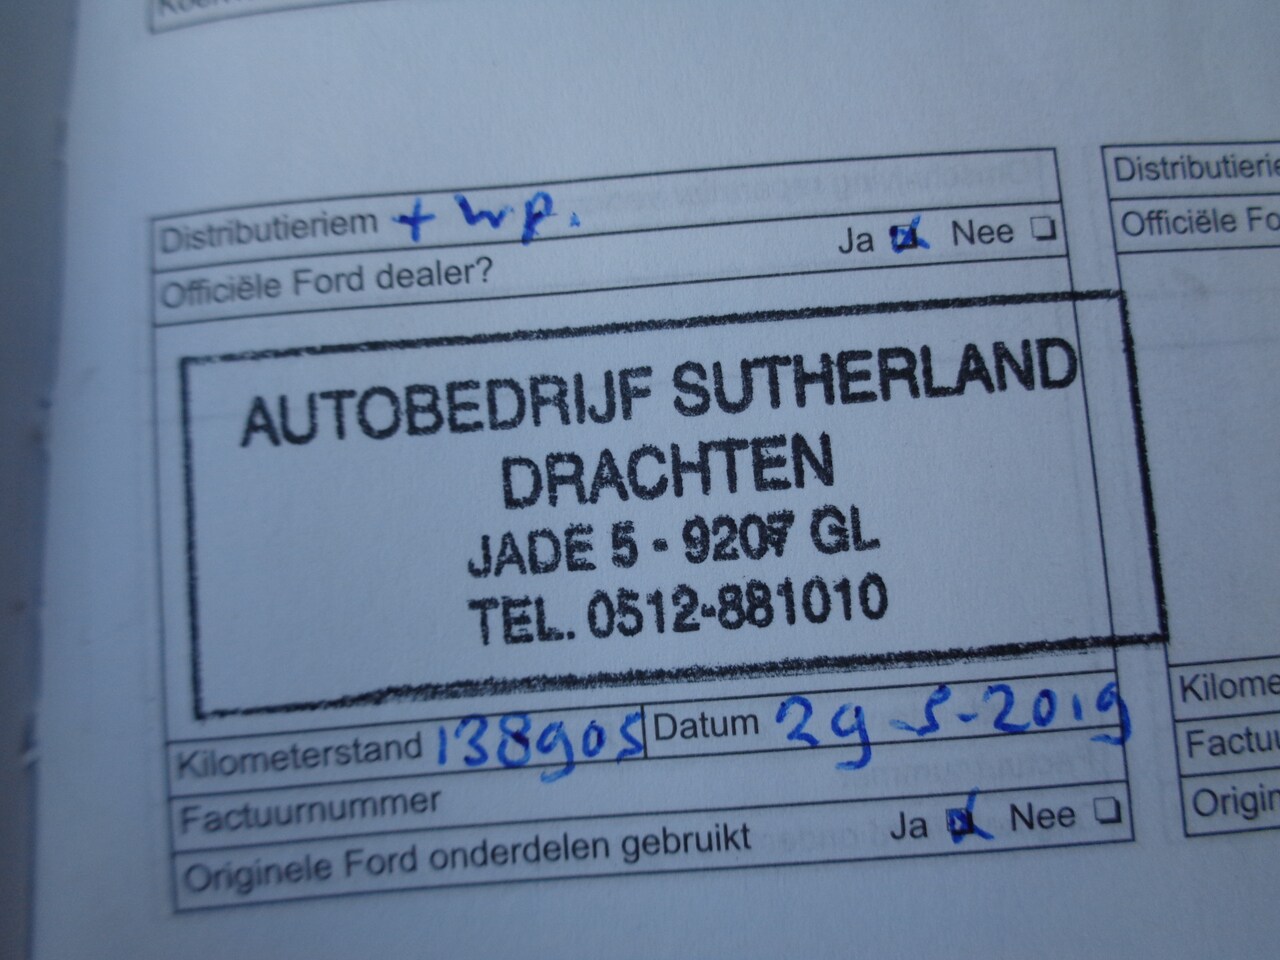 Distributieriem + wp.
Officiële Ford dealer? Ja Nee
AUTOBEDRIJF SUTHERLAND
DRACHTEN
JADE 5 - 9207 GL
TEL. 0512-881010
Kilometerstand 138905 Datum 29-5-2019
Factuurnummer
Originele Ford onderdelen gebruikt Ja Nee
Distributierie
Officiële Fo
Kilome
Factuu
Origin